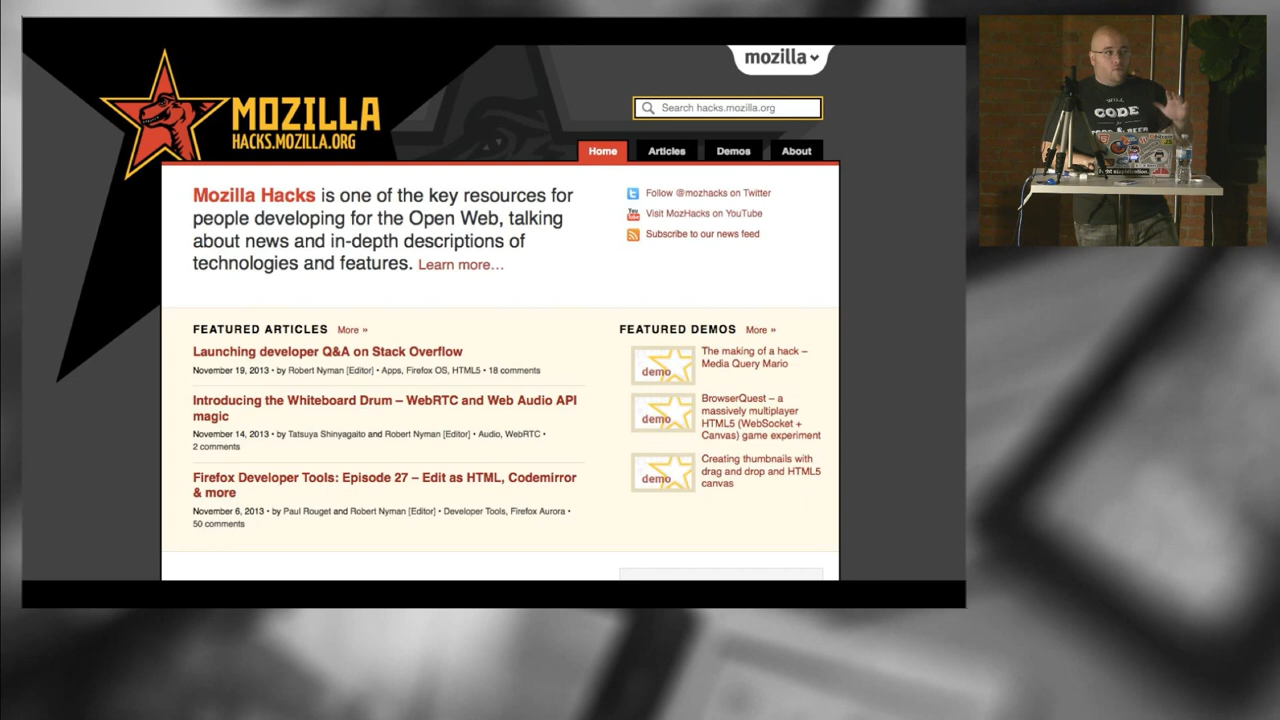 mozilla
Search hacks.mozilla.org
MOZILLA
HACKS.MOZILLA.ORG
Home
Articles
Demos
About
Mozilla Hacks is one of the key resources for
people developing for the Open Web, talking
about news and in-depth descriptions of
technologies and features. Learn more…
Follow @mozhacks on Twitter
Visit MozHacks on YouTube
Subscribe to our news feed
FEATURED ARTICLES More »
Launching developer Q&A on Stack Overflow
November 19, 2013 • by Robert Nyman [Editor] • Apps, Firefox OS, HTML5 • 18 comments
Introducing the Whiteboard Drum – WebRTC and Web Audio API
magic
November 14, 2013 • by Tatsuya Shinyagaito and Robert Nyman [Editor] • Audio, WebRTC •
2 comments
Firefox Developer Tools: Episode 27 – Edit as HTML, Codemirror
& more
November 6, 2013 • by Paul Rouget and Robert Nyman [Editor] • Developer Tools, Firefox Aurora •
50 comments
FEATURED DEMOS More »
demo
The making of a hack –
Media Query Mario
demo
BrowserQuest – a
massively multiplayer
HTML5 (WebSocket +
Canvas) game experiment
demo
Creating thumbnails with
drag and drop and HTML5
canvas
WILL
CODE
& BEER